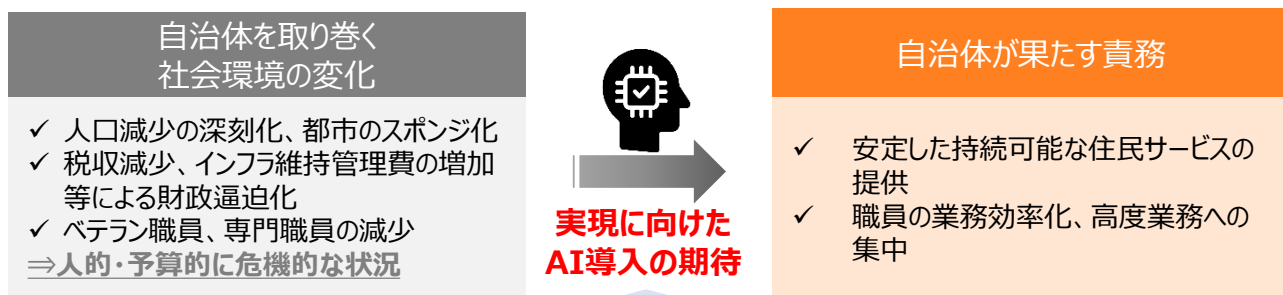 自治体を取り巻く
社会環境の変化
✓ 人口減少の深刻化、都市のスポンジ化
✓ 税収減少、インフラ維持管理費の増加
等による財政逼迫化
✓ ベテラン職員、専門職員の減少
⇒人的・予算的に危機的な状況
実現に向けた
AI導入の期待
自治体が果たす責務
✓ 安定した持続可能な住民サービスの
提供
✓ 職員の業務効率化、高度業務への
集中